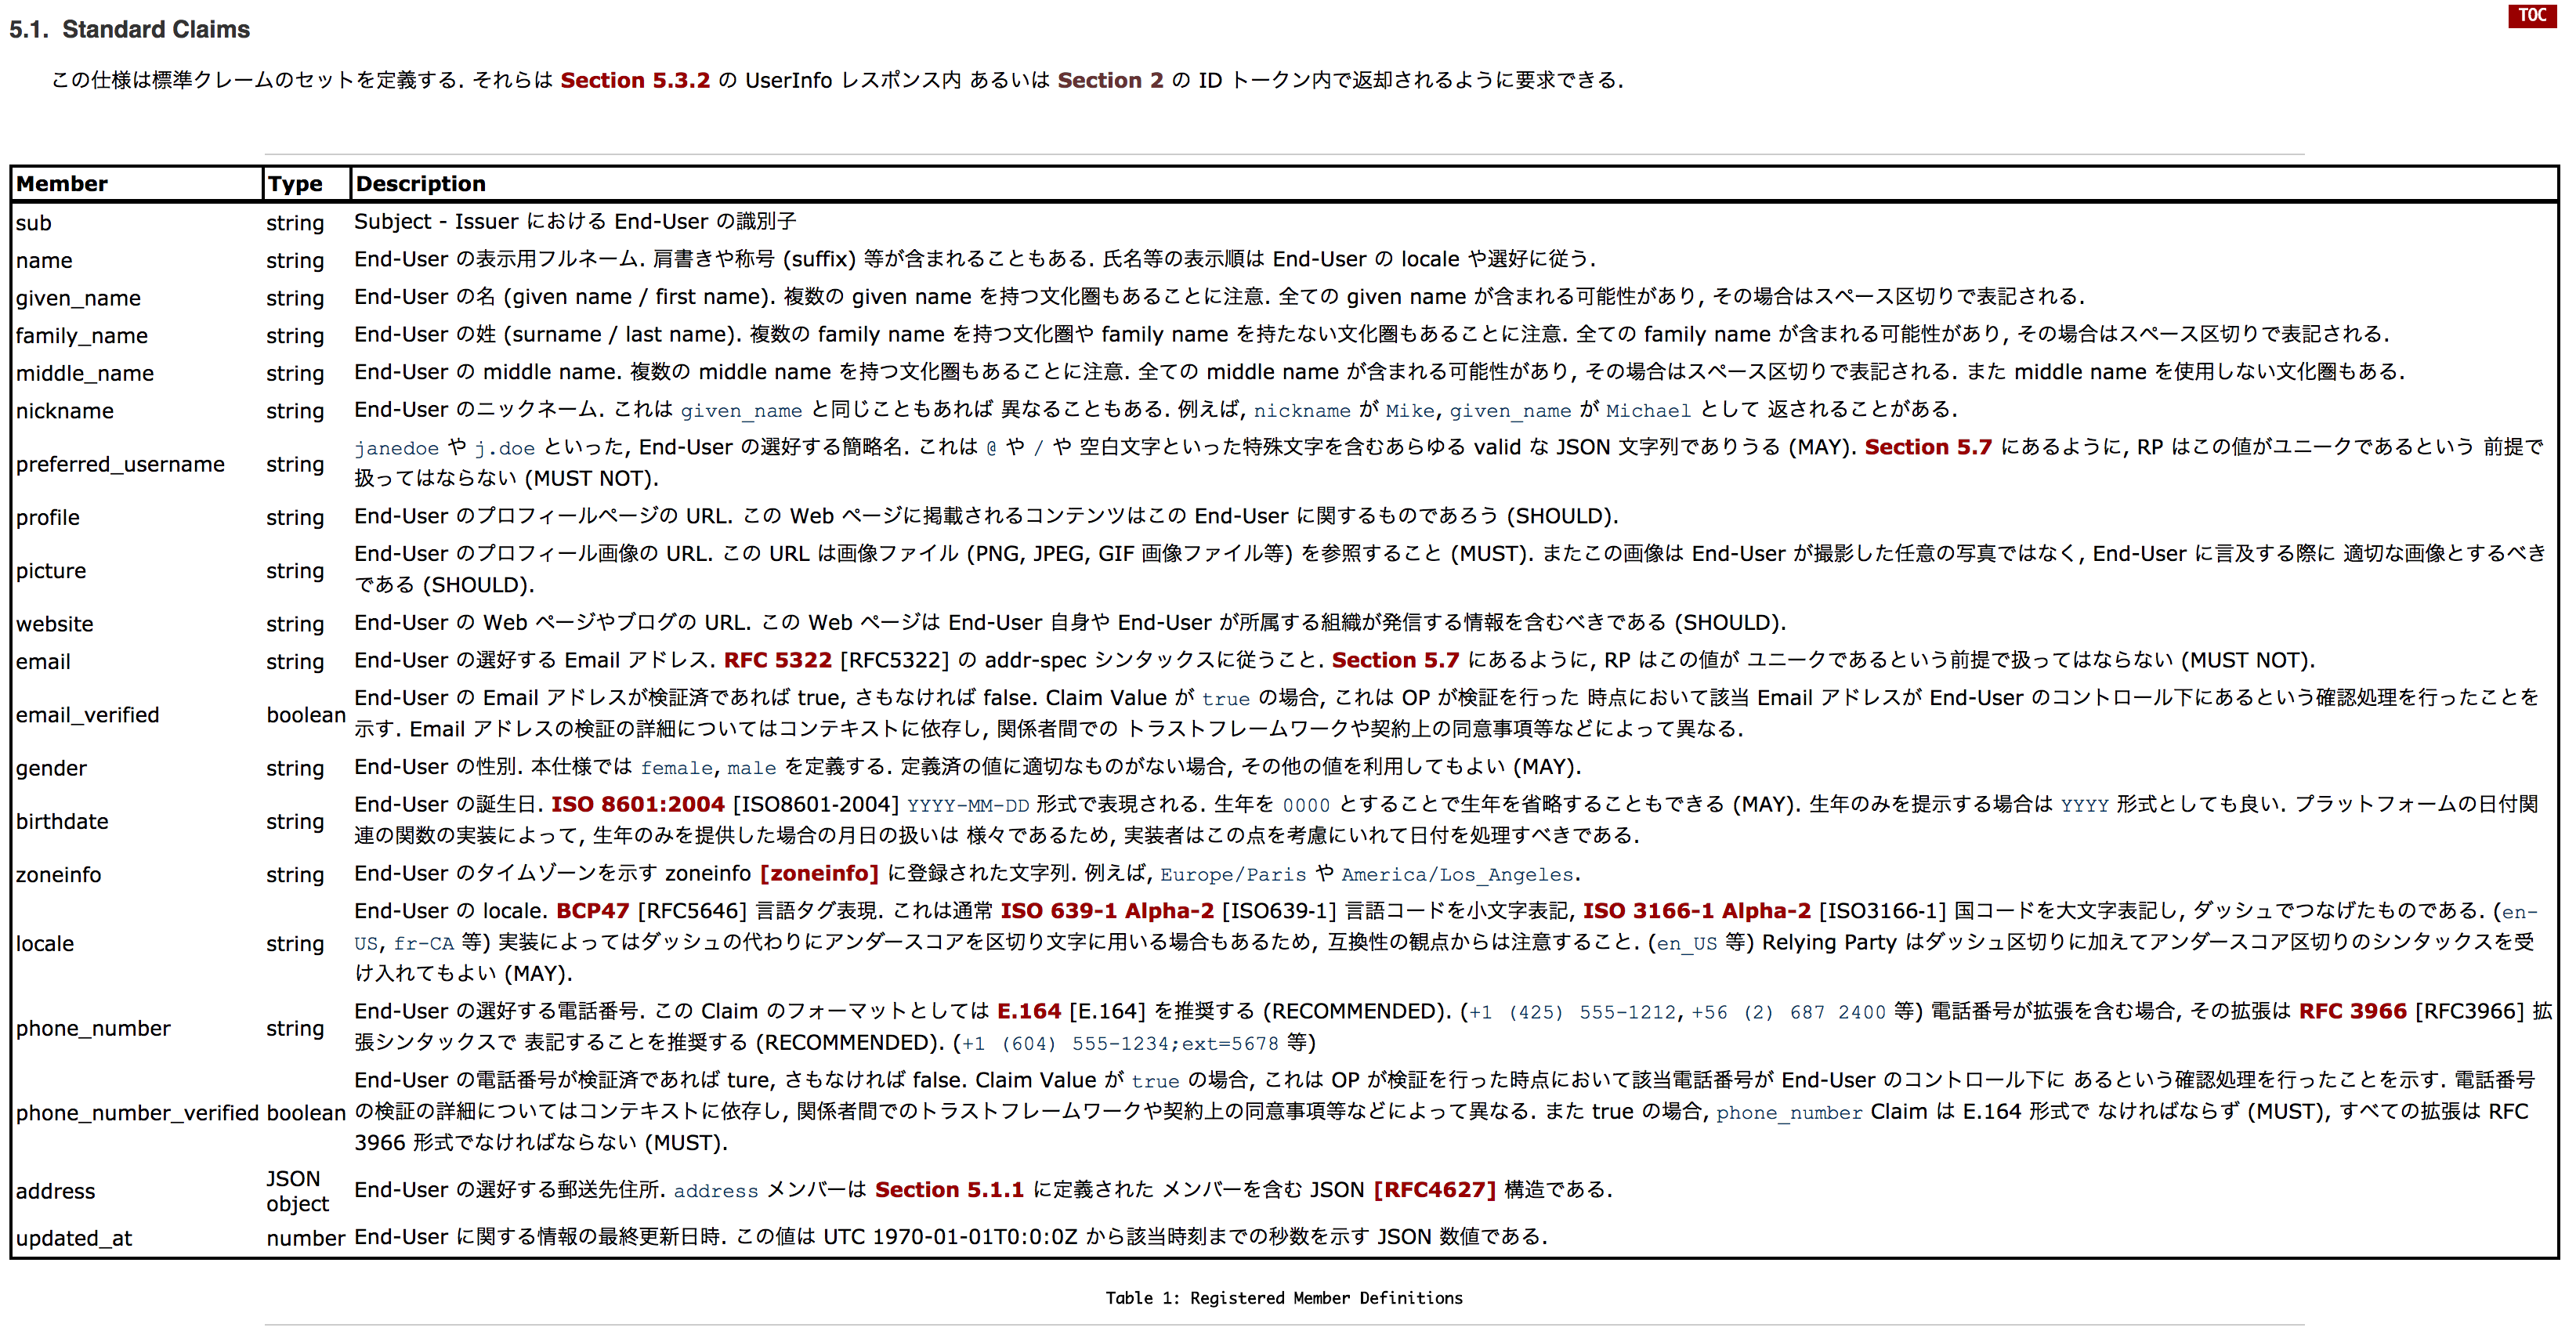 TOC
5.1.  Standard Claims
この仕様は標準クレームのセットを定義する. それらは Section 5.3.2 の UserInfo レスポンス内 あるいは Section 2 の ID トークン内で返却されるように要求できる.
Member Type Description
sub string Subject - Issuer における End-User の識別子
name string End-User の表示用フルネーム. 肩書きや称号 (suffix) 等が含まれることもある. 氏名等の表示順は End-User の locale や選好に従う.
given_name string End-User の名 (given name / first name). 複数の given name を持つ文化圏もあることに注意. 全ての given name が含まれる可能性があり, その場合はスペース区切りで表記される.
family_name string End-User の姓 (surname / last name). 複数の family name を持つ文化圏や family name を持たない文化圏もあることに注意. 全ての family name が含まれる可能性があり, その場合はスペース区切りで表記される.
middle_name string End-User の middle name. 複数の middle name を持つ文化圏もあることに注意. 全ての middle name が含まれる可能性があり, その場合はスペース区切りで表記される. また middle name を使用しない文化圏もある.
nickname string End-User のニックネーム. これは given_name と同じこともあれば 異なることもある. 例えば, nickname が Mike, given_name が Michael として 返されることがある.
preferred_username string janedoe や j.doe といった, End-User の選好する簡略名. これは @ や / や 空白文字といった特殊文字を含むあらゆる valid な JSON 文字列でありうる (MAY). Section 5.7 にあるように, RP はこの値がユニークであるという 前提で
扱ってはならない (MUST NOT).
profile string End-User のプロフィールページの URL. この Web ページに掲載されるコンテンツはこの End-User に関するものであろう (SHOULD).
picture string End-User のプロフィール画像の URL. この URL は画像ファイル (PNG, JPEG, GIF 画像ファイル等) を参照すること (MUST). またこの画像は End-User が撮影した任意の写真ではなく, End-User に言及する際に 適切な画像とするべき
である (SHOULD).
website string End-User の Web ページやブログの URL. この Web ページは End-User 自身や End-User が所属する組織が発信する情報を含むべきである (SHOULD).
email string End-User の選好する Email アドレス. RFC 5322 [RFC5322] の addr-spec シンタックスに従うこと. Section 5.7 にあるように, RP はこの値が ユニークであるという前提で扱ってはならない (MUST NOT).
email_verified boolean End-User の Email アドレスが検証済であれば true, さもなければ false. Claim Value が true の場合, これは OP が検証を行った 時点において該当 Email アドレスが End-User のコントロール下にあるという確認処理を行ったことを
示す. Email アドレスの検証の詳細についてはコンテキストに依存し, 関係者間での トラストフレームワークや契約上の同意事項等などによって異なる.
gender string End-User の性別. 本仕様では female, male を定義する. 定義済の値に適切なものがない場合, その他の値を利用してもよい (MAY).
birthdate string End-User の誕生日. ISO 8601:2004 [ISO8601-2004] YYYY-MM-DD 形式で表現される. 生年を 0000 とすることで生年を省略することもできる (MAY). 生年のみを提示する場合は YYYY 形式としても良い. プラットフォームの日付関
連の関数の実装によって, 生年のみを提供した場合の月日の扱いは 様々であるため, 実装者はこの点を考慮にいれて日付を処理すべきである.
zoneinfo string End-User のタイムゾーンを示す zoneinfo [zoneinfo] に登録された文字列. 例えば, Europe/Paris や America/Los_Angeles.
locale string End-User の locale. BCP47 [RFC5646] 言語タグ表現. これは通常 ISO 639-1 Alpha-2 [ISO639-1] 言語コードを小文字表記, ISO 3166-1 Alpha-2 [ISO3166-1] 国コードを大文字表記し, ダッシュでつなげたものである. (en-
US, fr-CA 等) 実装によってはダッシュの代わりにアンダースコアを区切り文字に用いる場合もあるため, 互換性の観点からは注意すること. (en_US 等) Relying Party はダッシュ区切りに加えてアンダースコア区切りのシンタックスを受
け入れてもよい (MAY).
phone_number string End-User の選好する電話番号. この Claim のフォーマットとしては E.164 [E.164] を推奨する (RECOMMENDED). (+1 (425) 555-1212, +56 (2) 687 2400 等) 電話番号が拡張を含む場合, その拡張は RFC 3966 [RFC3966] 拡
張シンタックスで 表記することを推奨する (RECOMMENDED). (+1 (604) 555-1234;ext=5678 等)
phone_number_verified boolean End-User の電話番号が検証済であれば ture, さもなければ false. Claim Value が true の場合, これは OP が検証を行った時点において該当電話番号が End-User のコントロール下に あるという確認処理を行ったことを示す. 電話番号
の検証の詳細についてはコンテキストに依存し, 関係者間でのトラストフレームワークや契約上の同意事項等などによって異なる. また true の場合, phone_number Claim は E.164 形式で なければならず (MUST), すべての拡張は RFC
3966 形式でなければならない (MUST).
address JSON object End-User の選好する郵送先住所. address メンバーは Section 5.1.1 に定義された メンバーを含む JSON [RFC4627] 構造である.
updated_at number End-User に関する情報の最終更新日時. この値は UTC 1970-01-01T0:0:0Z から該当時刻までの秒数を示す JSON 数値である.
Table 1: Registered Member Definitions